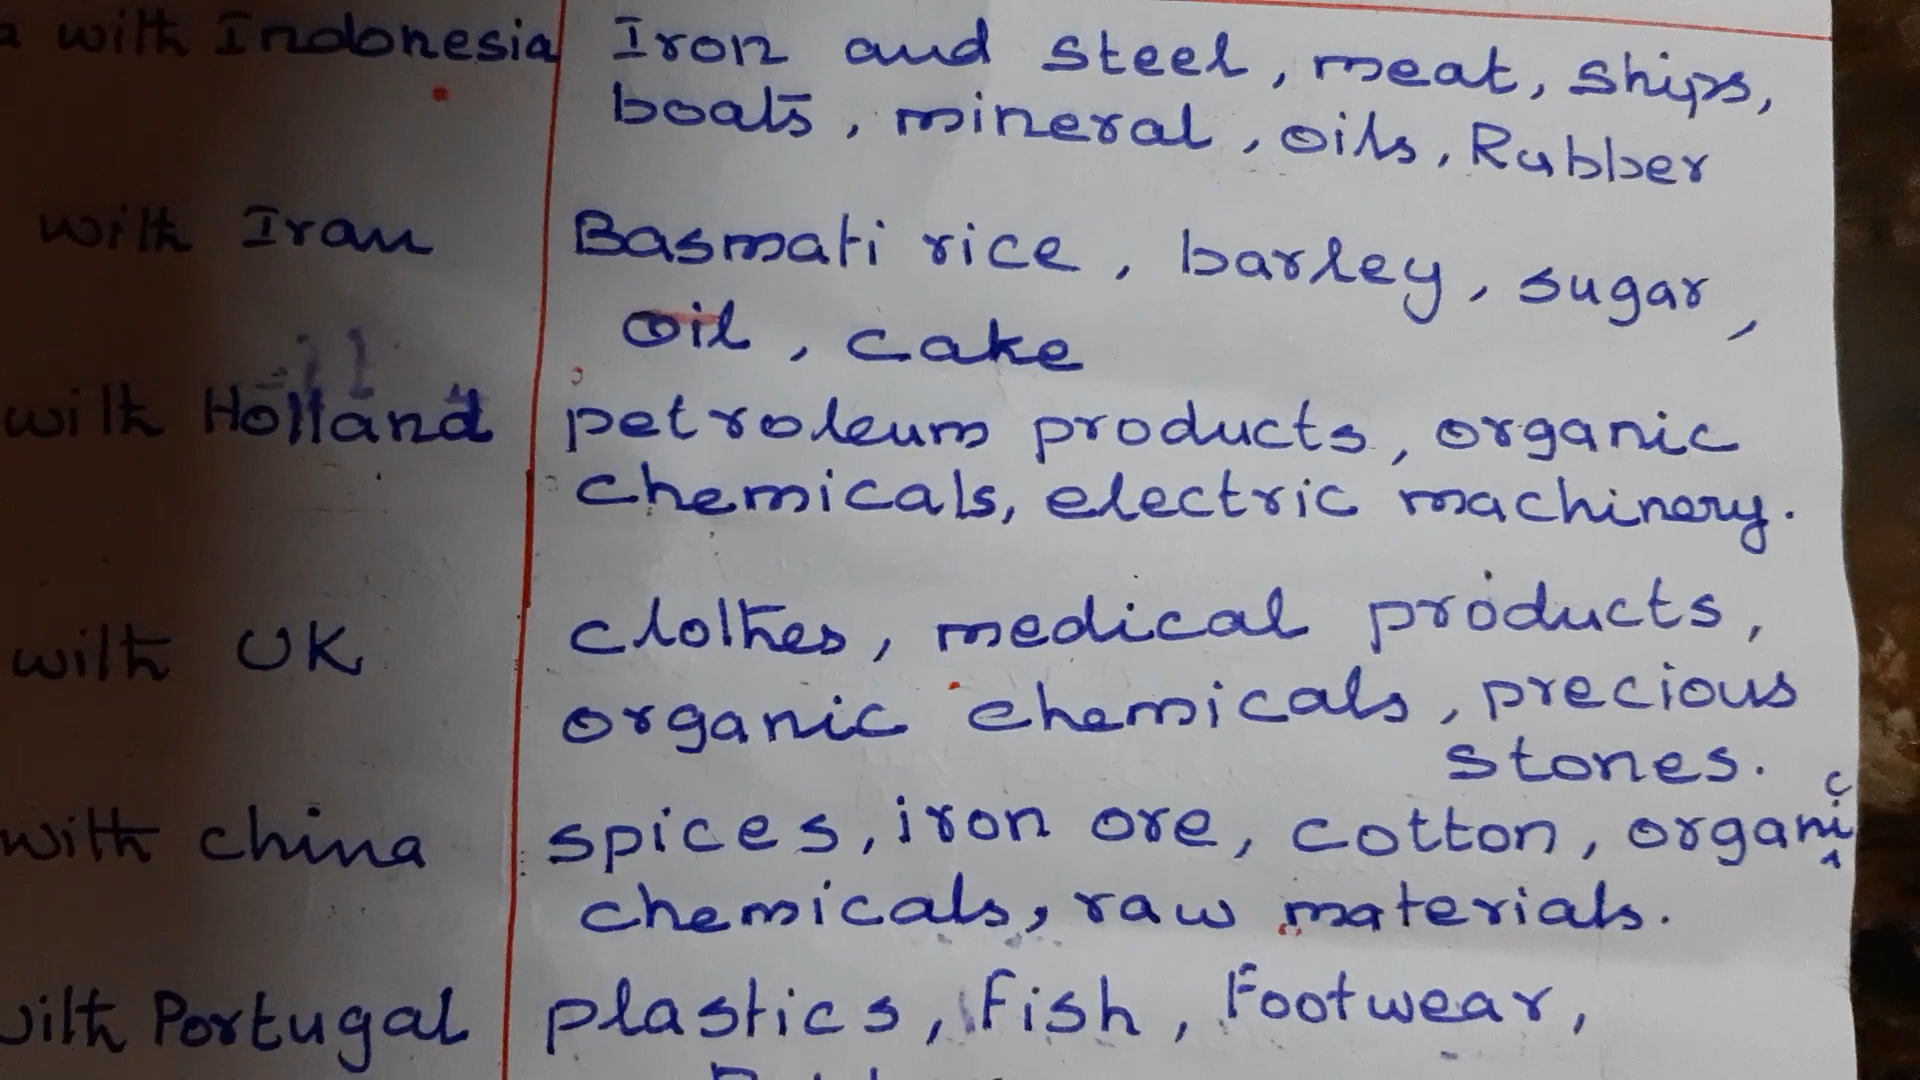 with Indonesia Iron and steel, meat, ships,
boats, mineral, oils, Rubber
with Iran Basmati rice, barley, sugar,
oil, cake
with Holland petroleum products, organic
chemicals, electric machinery.
with UK clothes, medical products,
organic chemicals, precious
stones.
with china spices, iron ore, cotton, organic
chemicals, raw materials.
with Portugal plastics, fish, Footwear,